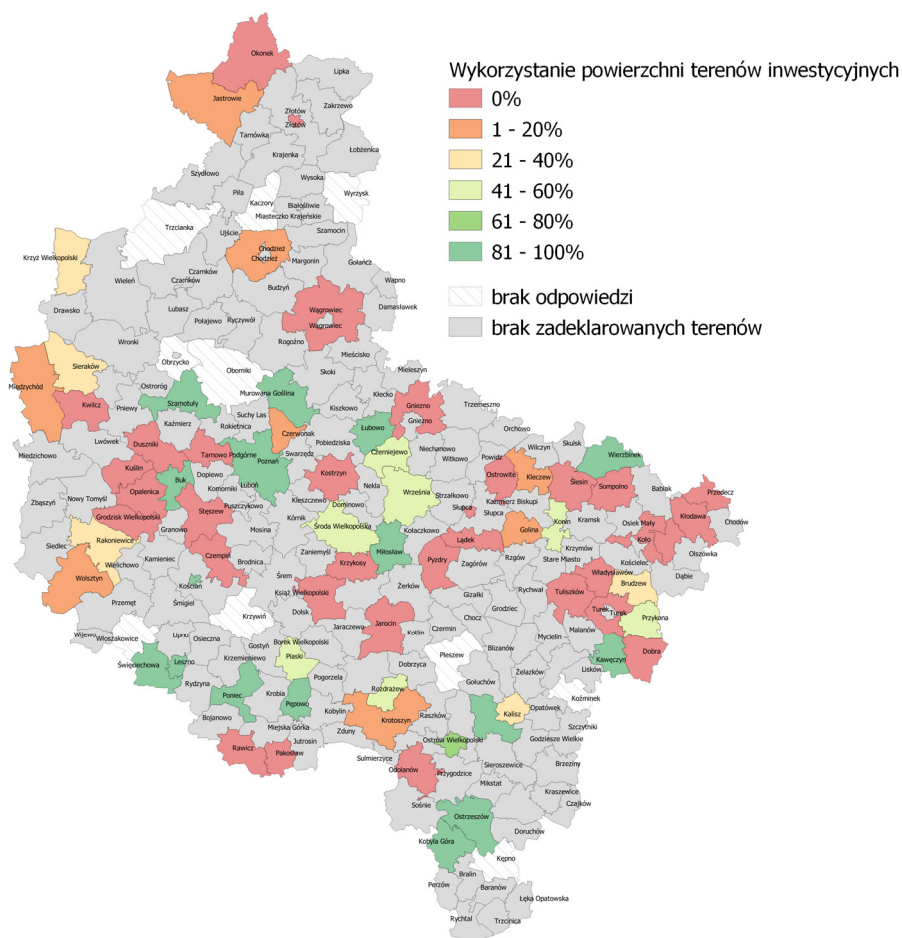 Wykorzystanie powierzchni terenów inwestycyjnych
0%
1 - 20%
21 - 40%
41 - 60%
61 - 80%
81 - 100%
brak odpowiedzi
brak zadeklarowanych terenów
Okonek
Lipka
Jastrowie
Złotów
Złotów
Zakrzewo
Tarnówka
Łobżenica
Krajenka
Szydłowo
Wysoka
Piła
Kaczory
Wyrzysk
Białośliwie
Miasteczko Krajeńskie
Trzcianka
Ujście
Szamocin
Chodzież
Chodzież
Margonin
Gołańcz
Krzyż Wielkopolski
Czarnków
Czarnków
Wieleń
Budzyń
Wapno
Damasławek
Drawsko
Lubasz
Połajewo
Ryczywół
Wągrowiec
Wągrowiec
Rogoźno
Wronki
Mieścisko
Obrzycko
Oborniki
Sieraków
Skoki
Mieleszyn
Międzychód
Ostroróg
Murowana Goślina
Kłecko
Kwilcz
Pniewy
Szamotuły
Kiszkowo
Gniezno
Gniezno
Trzemeszno
Suchy Las
Kaźmierz
Rokietnica
Łubowo
Orchowo
Lwówek
Duszniki
Czerwonak
Pobiedziska
Skulsk
Miedzichowo
Tarnowo Podgórne
Swarzędz
Czerniejewo
Niechanowo
Wilczyn
Wierzbinek
Witkowo
Powidz
Kuślin
Poznań
Kostrzyn
Ostrowite
Kleczew
Ślesin
Sompolno
Babiak
Przedecz
Zbąszyń
Nowy Tomyśl
Opalenica
Buk
Dopiewo
Komorniki
Luboń
Nekla
Września
Strzałkowo
Kazimierz Biskupi
Kleszczewo
Dominowo
Grodzisk Wielkopolski
Stęszew
Puszczykowo
Słupca
Słupca
Konin
Kramsk
Osiek Mały
Kłodawa
Chodów
Granowo
Mosina
Kórnik
Środa Wielkopolska
Kołaczkowo
Golina
Koło
Rakoniewice
Siedlec
Zaniemyśl
Miłosław
Lądek
Krzymów
Stare Miasto
Kościelec
Olszówka
Wielichowo
Kamieniec
Czempiń
Brodnica
Krzykosy
Pyzdry
Zagórów
Rzgów
Władysławów
Dąbie
Wolsztyn
Kościan
Śrem
Brudzew
Przemęt
Śmigiel
Książ Wielkopolski
Żerków
Gizałki
Rychwał
Tuliszków
Krzywiń
Dolsk
Grodziec
Turek
Turek
Przykona
Jaraczewo
Jarocin
Chocz
Malanów
Wijewo
Włoszakowice
Lipno
Osieczna
Borek Wielkopolski
Kotlin
Czermin
Mycielin
Dobra
Gostyń
Pleszew
Blizanów
Święciechowa
Leszno
Krzemieniewo
Piaski
Kawęczyn
Dobrzyca
Żelazków
Lisków
Rydzyna
Pogorzela
Gołuchów
Poniec
Krobia
Pępowo
Rozdrażew
Koźminek
Kobylin
Kalisz
Opatówek
Bojanowo
Krotoszyn
Raszków
Miejska Górka
Zduny
Szczytniki
Jutrosin
Ostrów Wielkopolski
Godziesze Wielkie
Rawicz
Pakosław
Sulmierzyce
Sieroszewice
Brzeziny
Odolanów
Przygodzice
Mikstat
Kraszewice
Sośnie
Czajków
Ostrzeszów
Doruchów
Kobyla Góra
Kępno
Bralin
Perzów
Baranów
Łęka Opatowska
Rychtal
Trzcinica